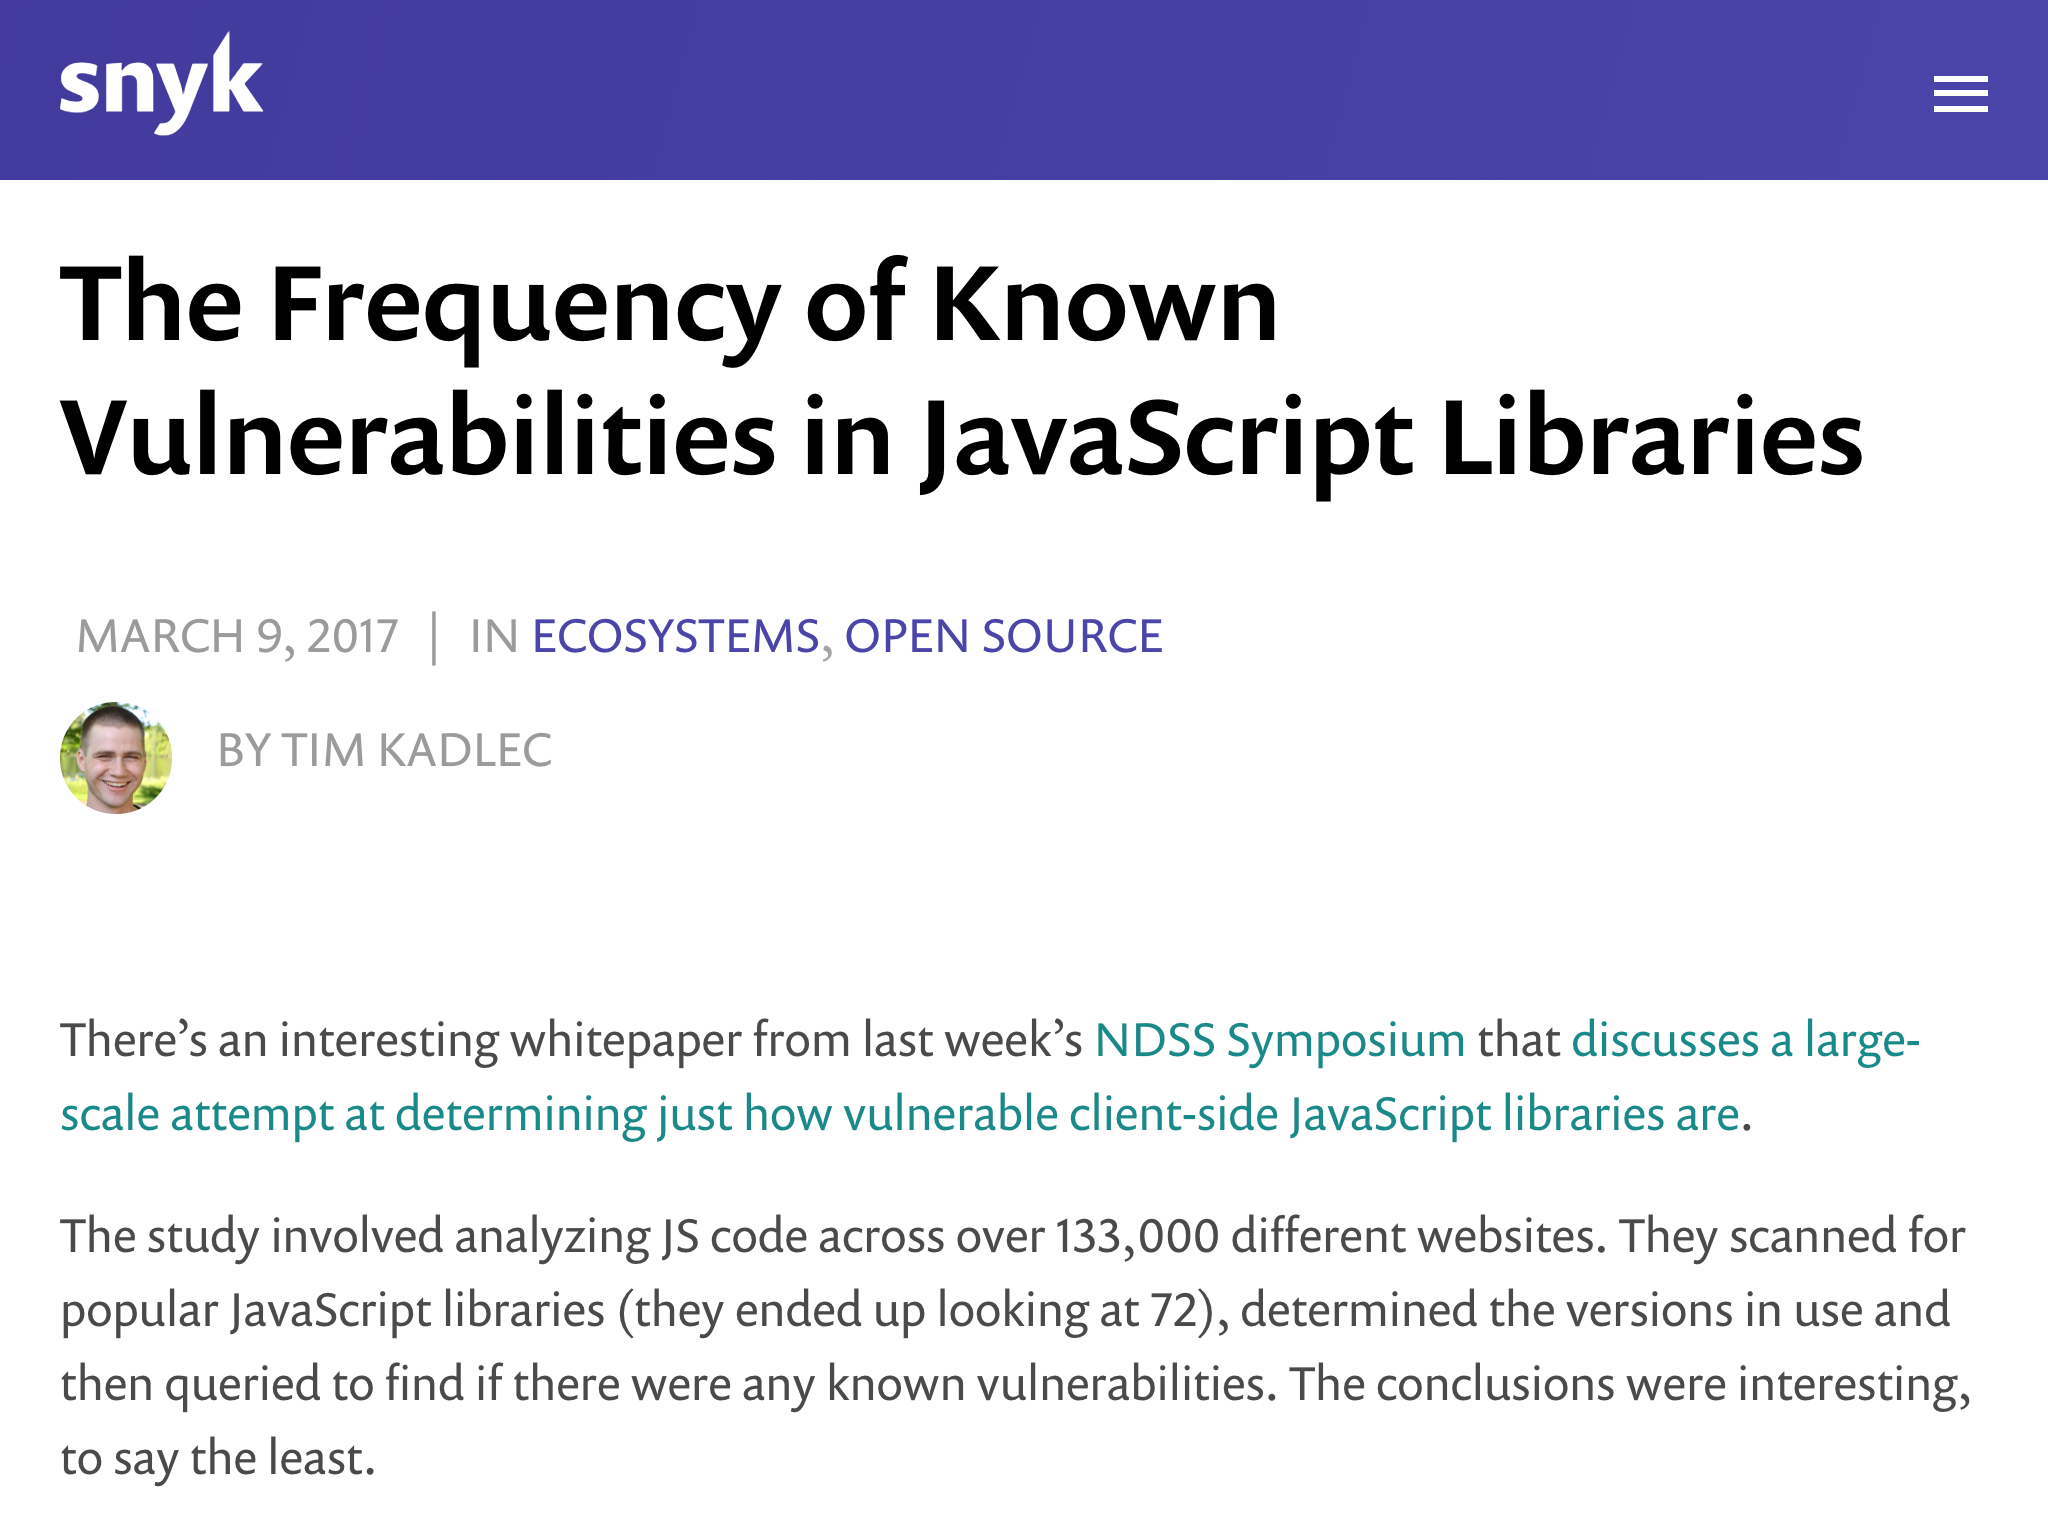 snyk
The Frequency of Known
Vulnerabilities in JavaScript Libraries
MARCH 9, 2017 | IN ECOSYSTEMS, OPEN SOURCE
BY TIM KADLEC
There’s an interesting whitepaper from last week’s NDSS Symposium that discusses a large-
scale attempt at determining just how vulnerable client-side JavaScript libraries are.
The study involved analyzing JS code across over 133,000 different websites. They scanned for
popular JavaScript libraries (they ended up looking at 72), determined the versions in use and
then queried to find if there were any known vulnerabilities. The conclusions were interesting,
to say the least.